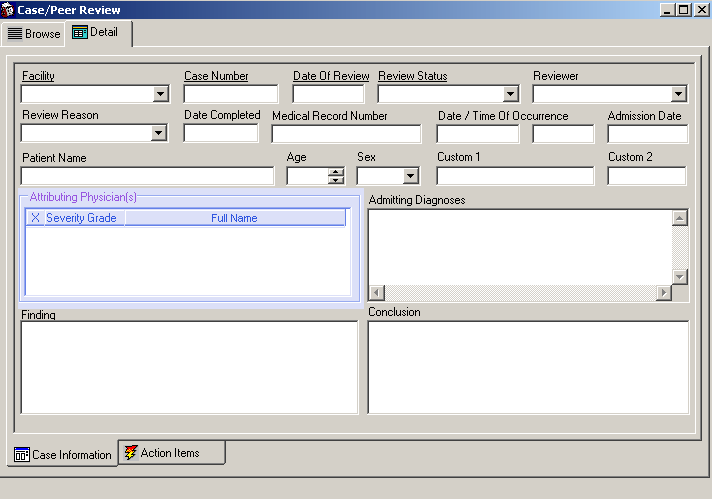 Case/Peer Review
Browse Detail
Facility Case Number Date Of Review Review Status Reviewer
Review Reason Date Completed Medical Record Number Date / Time Of Occurrence Admission Date
Patient Name Age Sex Custom 1 Custom 2
Attributing Physician(s) Admitting Diagnoses
X Severity Grade Full Name
Finding Conclusion
Case Information Action Items